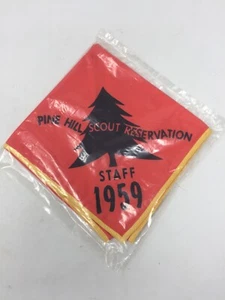 PINE HILL SCOUT RESERVATION
STAFF
1959